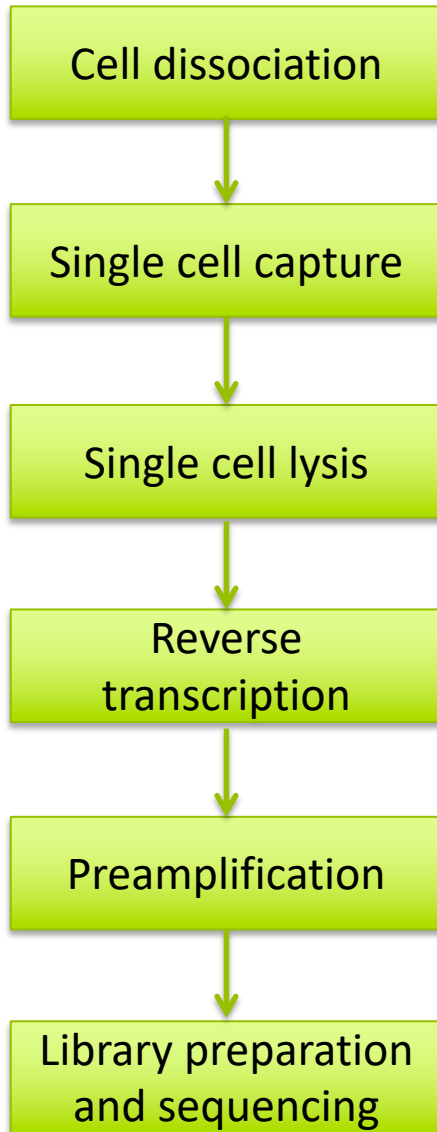 Cell dissociation
Single cell capture
Single cell lysis
Reverse
transcription
Preamplification
Library preparation
and sequencing